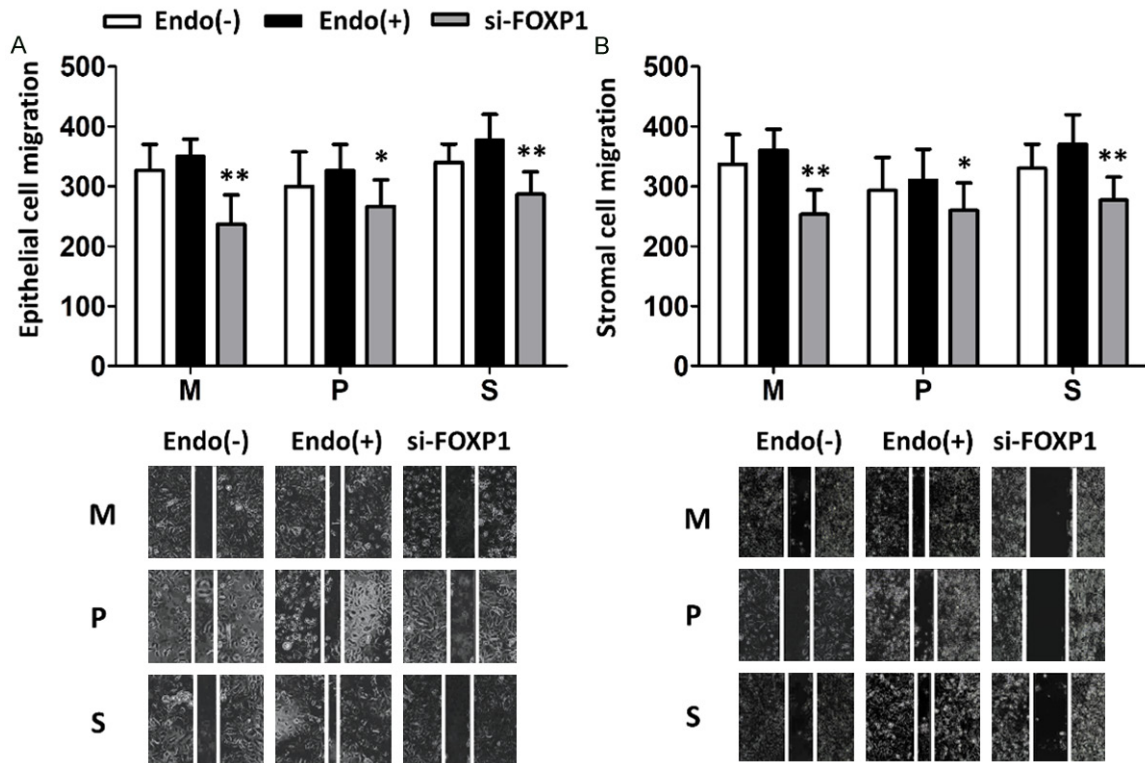 Endo(-) Endo(+) si-FOXP1
A
Epithelial cell migration
500
400
300
200
100
0
**
*
**
M P S
B
Stromal cell migration
500
400
300
200
100
0
**
*
**
M P S
Endo(-) Endo(+) si-FOXP1
M
P
S
Endo(-) Endo(+) si-FOXP1
M
P
S